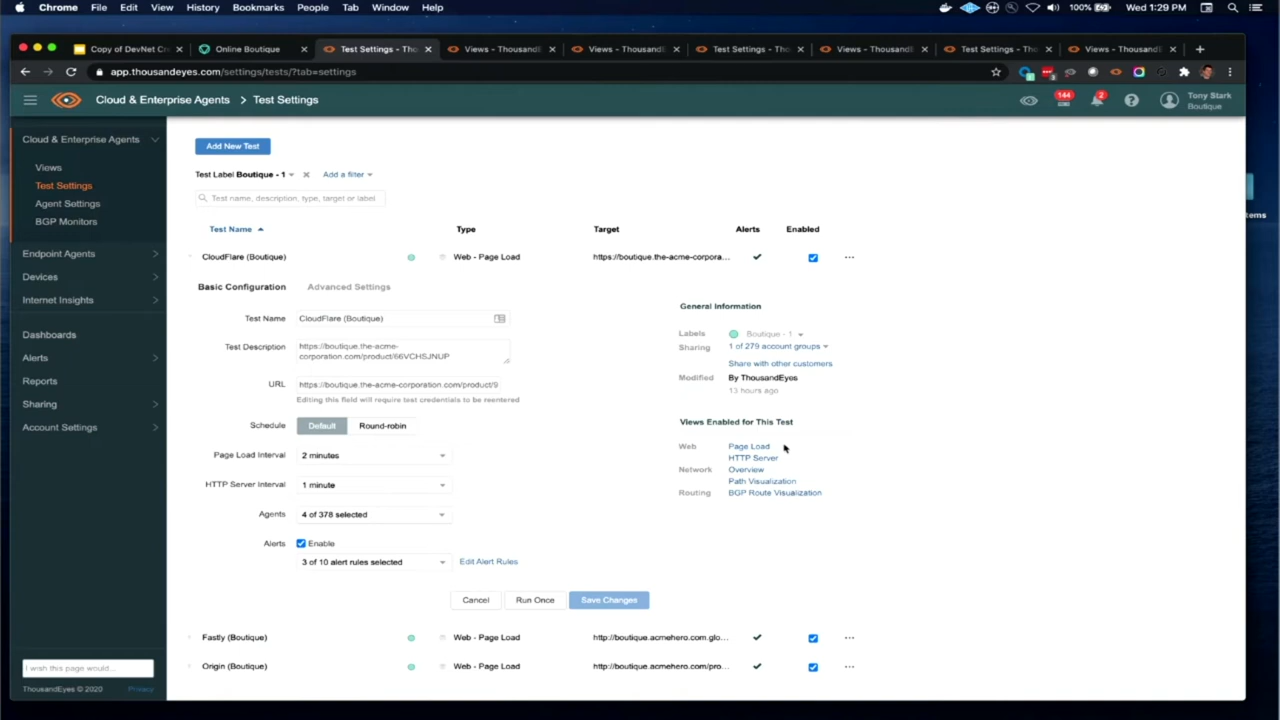 Chrome File Edit View History Bookmarks People Tab Window Help 100% Wed 1:29 PM
Copy of DevNet Cr Online Boutique Test Settings - Tho Views - Thousand Views - Thousand Test Settings - Th Views - Thousand Test Settings - Th Views - Thousand
app.thousandeyes.com/settings/tests/?tab=settings
Cloud & Enterprise Agents > Test Settings 144 2 Tony Stark
Boutique
Cloud & Enterprise Agents
Views
Test Settings
Agent Settings
BGP Monitors
Endpoint Agents
Devices
Internet Insights
Dashboards
Alerts
Reports
Sharing
Account Settings
I wish this page would...
ThousandEyes © 2020 Privacy
Add New Test
Test Label Boutique - 1 Add a filter
Test name, description, type, target or label
Test Name Type Target Alerts Enabled
CloudFlare (Boutique) Web - Page Load https://boutique.the-acme-corpora...
Basic Configuration Advanced Settings
Test Name CloudFlare (Boutique)
Test Description https://boutique.the-acme-
corporation.com/product/66VCHSJNUP
URL https://boutique.the-acme-corporation.com/product/9
Editing this field will require test credentials to be reentered
Schedule Default Round-robin
Page Load Interval 2 minutes
HTTP Server Interval 1 minute
Agents 4 of 378 selected
Alerts Enable
3 of 10 alert rules selected Edit Alert Rules
General Information
Labels Boutique - 1
Sharing 1 of 279 account groups
Share with other customers
Modified By ThousandEyes
13 hours ago
Views Enabled for This Test
Web Page Load
HTTP Server
Network Overview
Path Visualization
Routing BGP Route Visualization
Cancel Run Once Save Changes
Fastly (Boutique) Web - Page Load http://boutique.acmehero.com.glo...
Origin (Boutique) Web - Page Load http://boutique.acmehero.com/pro...
items